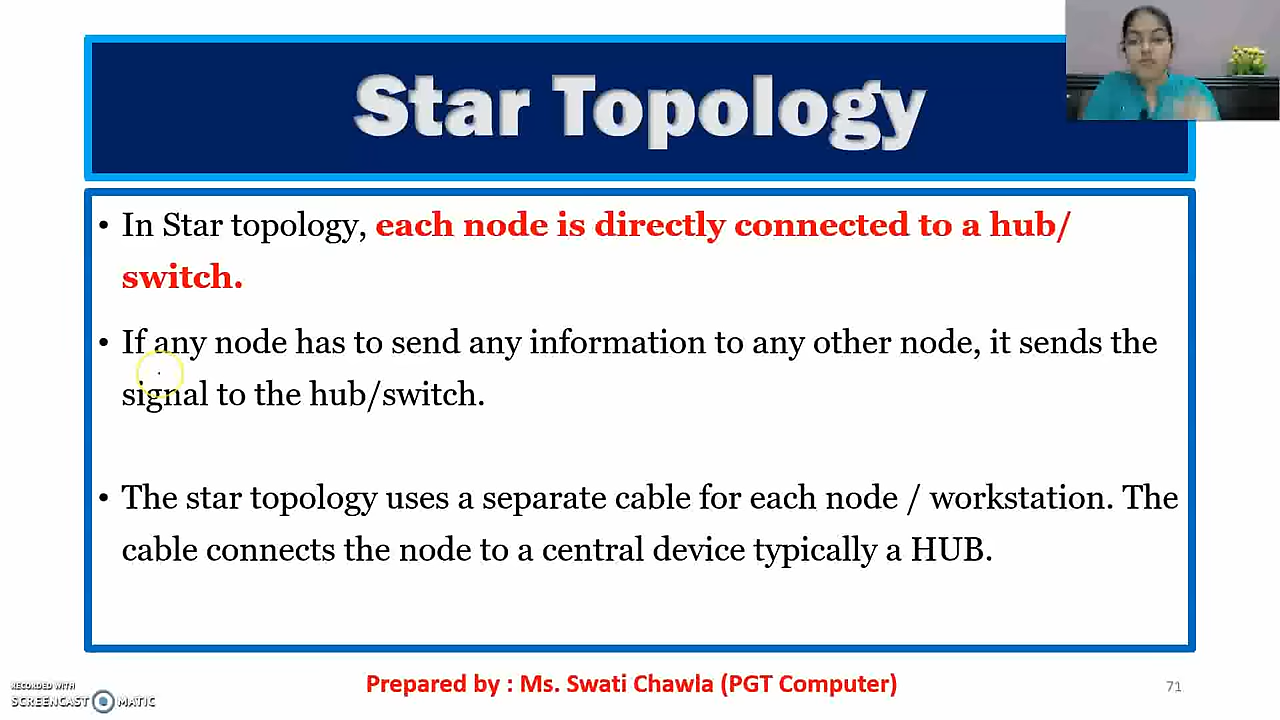 Star Topology
• In Star topology, each node is directly connected to a hub/
switch.
• If any node has to send any information to any other node, it sends the
signal to the hub/switch.
• The star topology uses a separate cable for each node / workstation. The
cable connects the node to a central device typically a HUB.
Prepared by : Ms. Swati Chawla (PGT Computer)
71
RECORDED WITH
SCREENCAST MATIC